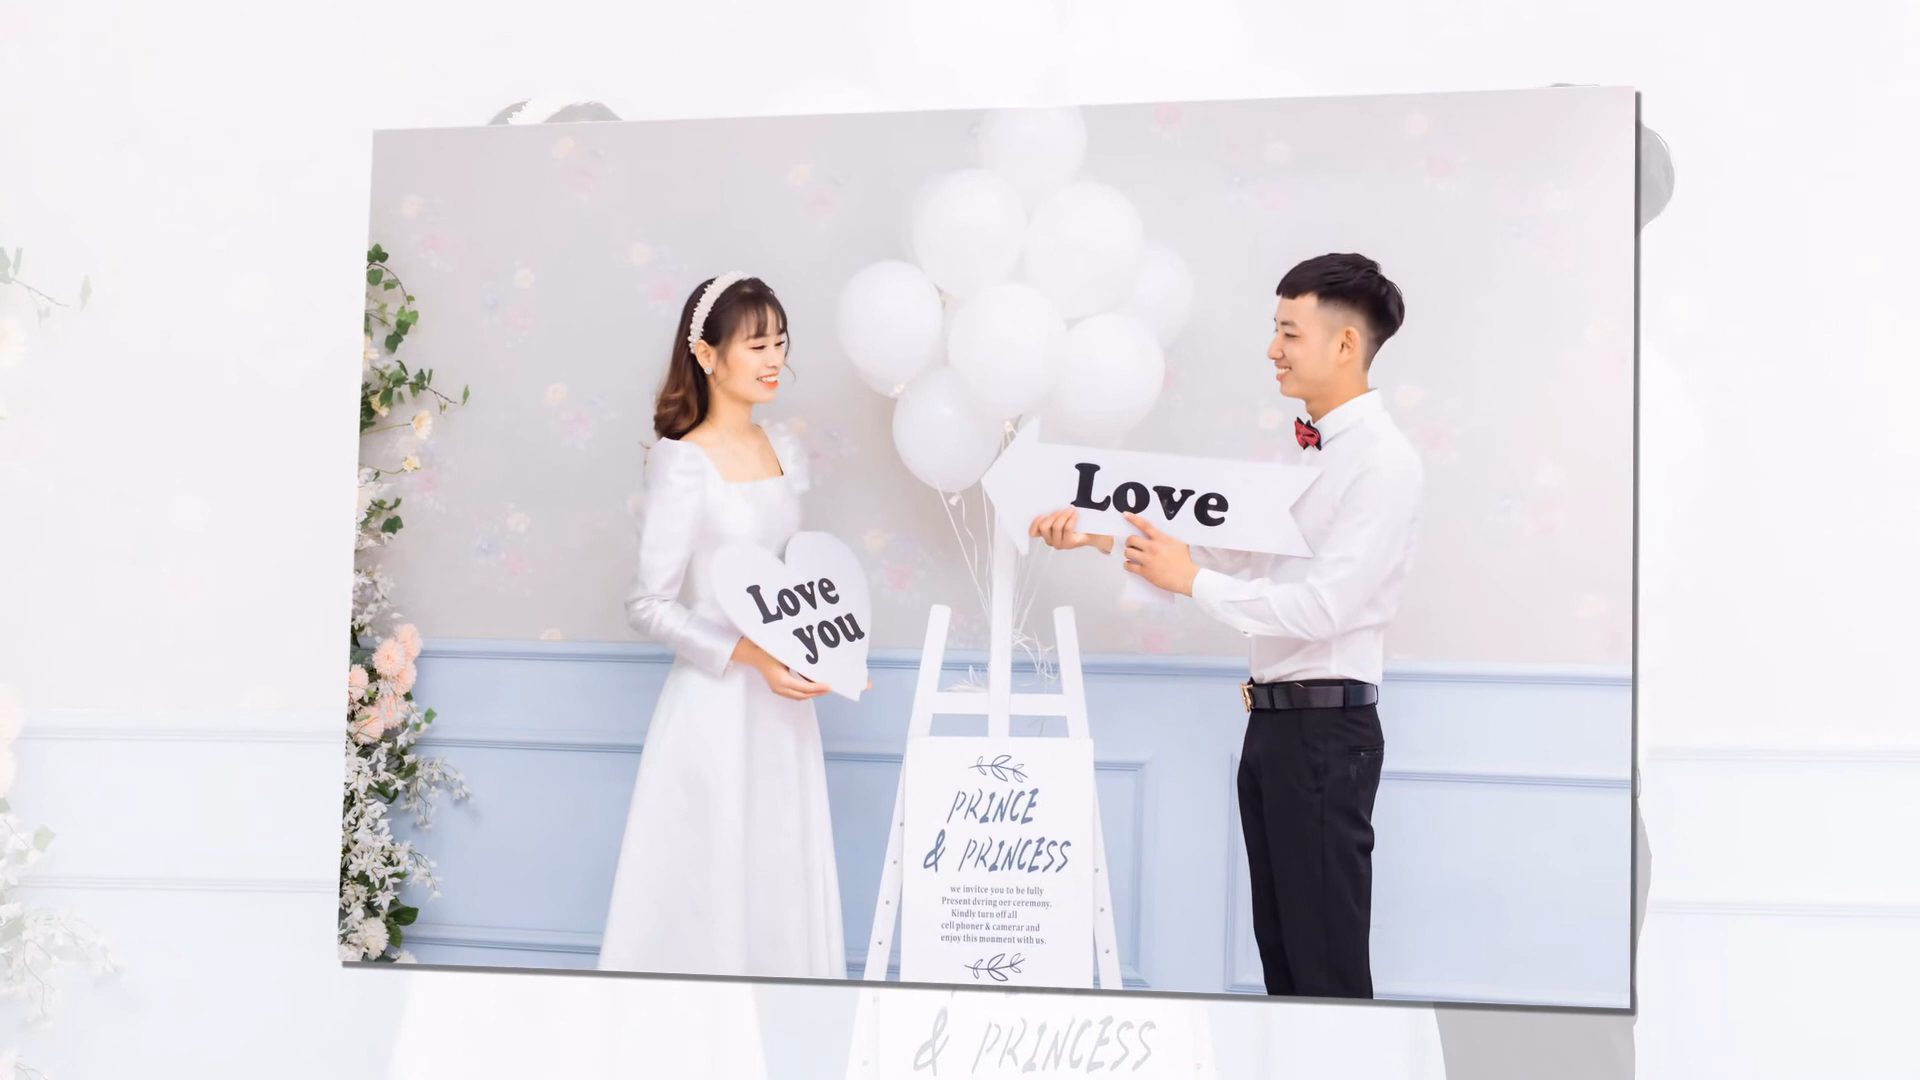 Love
Love
you
PRINCE
& PRINCESS
we invitce you to be fully
Present dvring oer ceremony.
Kindly turn off all
cell phoner & camerar and
enjoy this monment with us.
& PRINCESS